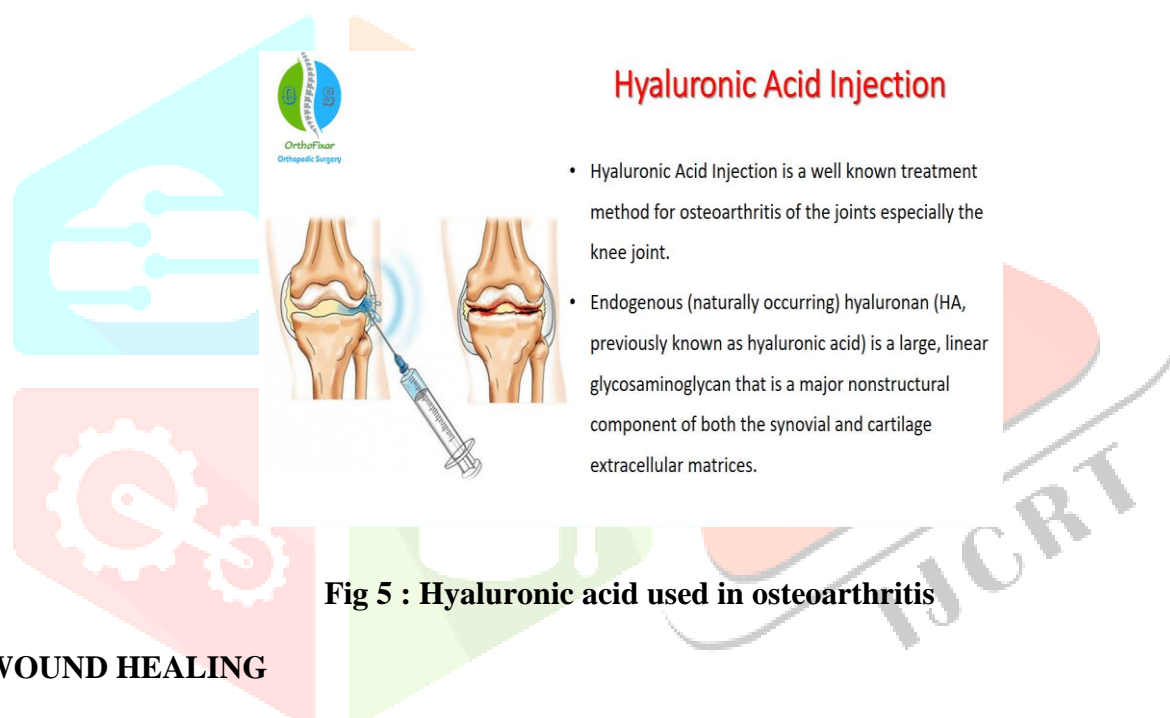 O S
OrthoFixar
Orthopedic Surgery
Hyaluronic Acid Injection
• Hyaluronic Acid Injection is a well known treatment
method for osteoarthritis of the joints especially the
knee joint.
• Endogenous (naturally occurring) hyaluronan (HA,
previously known as hyaluronic acid) is a large, linear
glycosaminoglycan that is a major nonstructural
component of both the synovial and cartilage
extracellular matrices.
IJCRT
Fig 5 : Hyaluronic acid used in osteoarthritis
WOUND HEALING